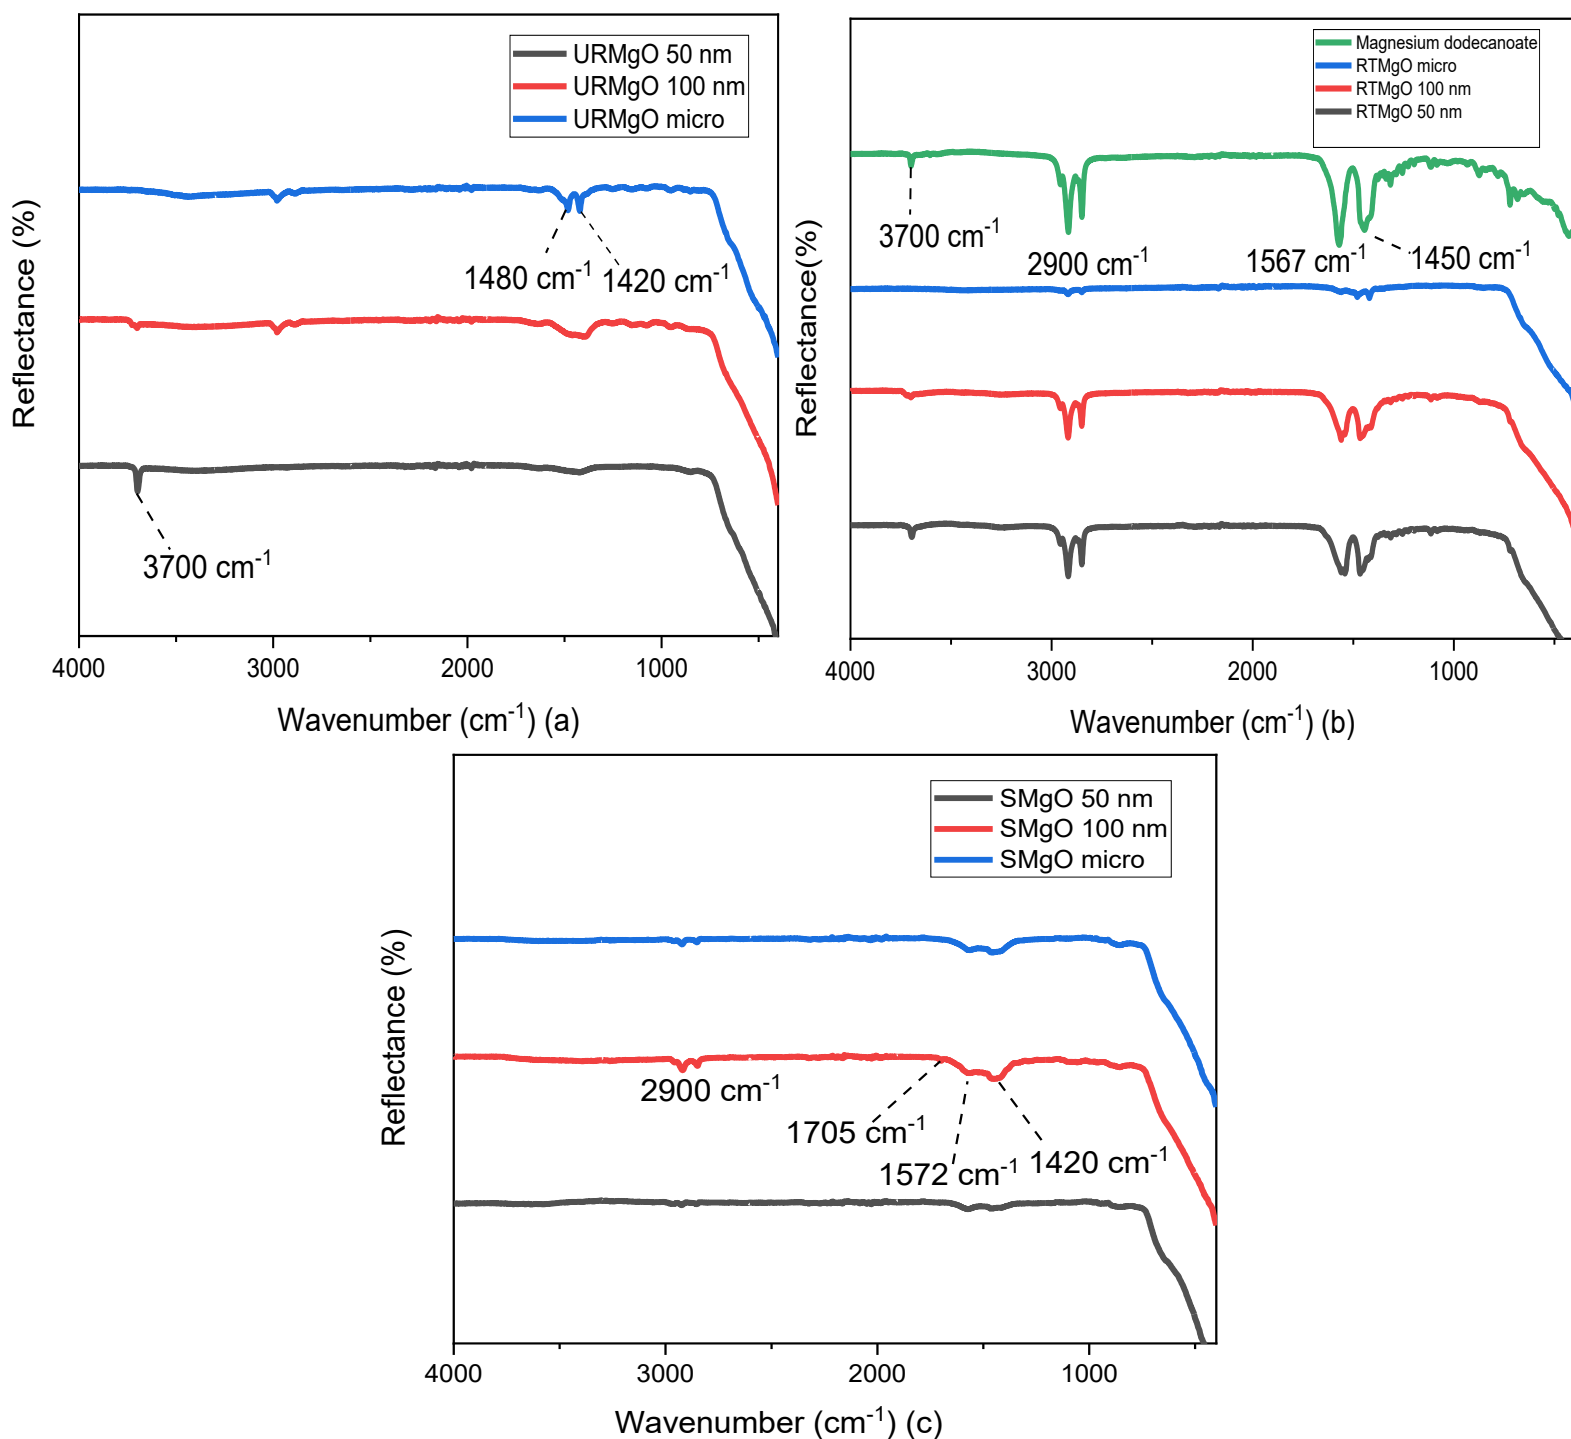 URMgO 50 nm
URMgO 100 nm
URMgO micro
Reflectance (%)
1480 cm⁻¹
1420 cm⁻¹
3700 cm⁻¹
4000 3000 2000 1000
Wavenumber (cm⁻¹) (a)
Magnesium dodecanoate
RTMgO micro
RTMgO 100 nm
RTMgO 50 nm
Reflectance(%)
3700 cm⁻¹
2900 cm⁻¹
1567 cm⁻¹
1450 cm⁻¹
4000 3000 2000 1000
Wavenumber (cm⁻¹) (b)
SMgO 50 nm
SMgO 100 nm
SMgO micro
Reflectance (%)
2900 cm⁻¹
1705 cm⁻¹
1572 cm⁻¹
1420 cm⁻¹
4000 3000 2000 1000
Wavenumber (cm⁻¹) (c)